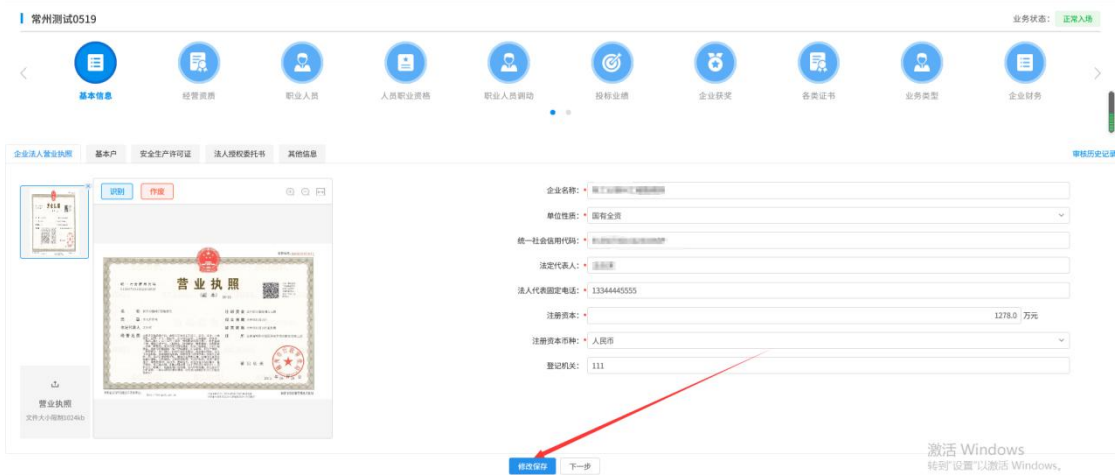 常州测试0519
业务状态： 正常入场
基本信息 经营资质 职业人员 人员职业资格 职业人员调动 投标业绩 企业获奖 各类证书 业务类型 企业财务
企业法人营业执照 基本户 安全生产许可证 法人授权委托书 其他信息 审核历史记录
识别 作废
企业名称：*
单位性质：* 国有全资
统一社会信用代码：*
法定代表人：*
法人代表固定电话：* 13344445555
注册资本：* 1278.0 万元
注册资本币种：* 人民币
登记机关： 111
营业执照
营业执照
文件大小限制1024kb
修改保存 下一步
激活 Windows
转到"设置"以激活 Windows。